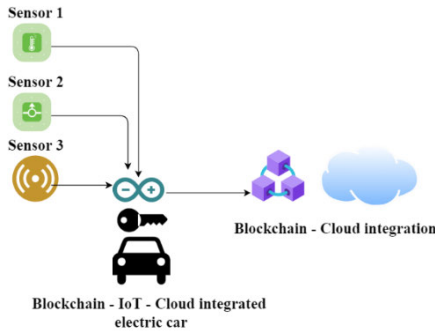 Sensor 1
Sensor 2
Sensor 3
Blockchain - Cloud integration
Blockchain - IoT - Cloud integrated
electric car